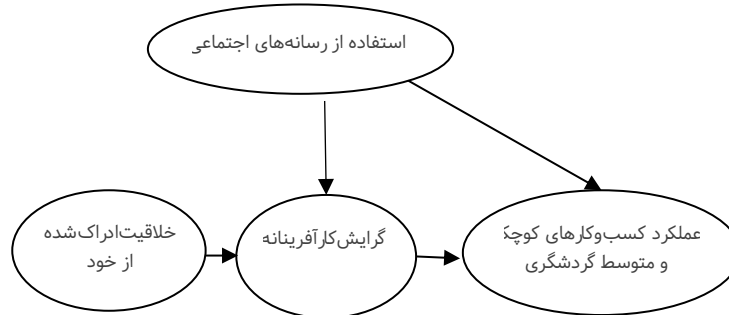 استفاده از رسانه‌های اجتماعی
خلاقیت‌ادراک‌شده
از خود
گرایش‌کارآفرینانه
عملکرد کسب‌وکارهای کوچک
و متوسط گردشگری